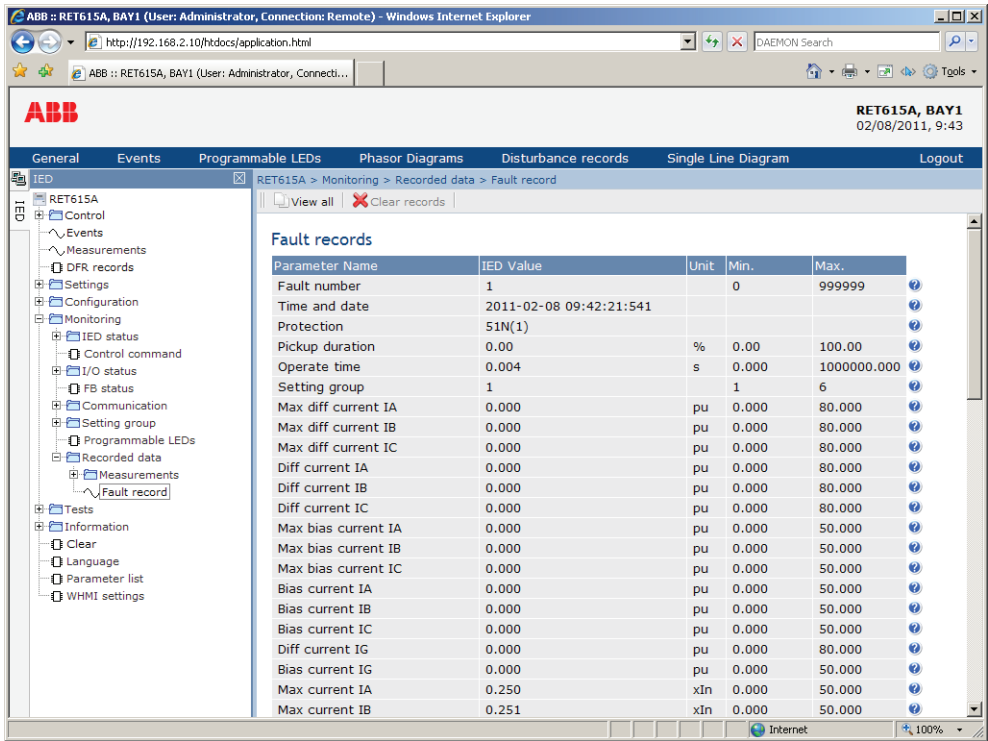 ABB :: RET615A, BAY1 (User: Administrator, Connection: Remote) - Windows Internet Explorer
http://192.168.2.10/htdocs/application.html
DAEMON Search
ABB :: RET615A, BAY1 (User: Administrator, Connecti...
Tools
ABB
RET615A, BAY1
02/08/2011, 9:43
General Events Programmable LEDs Phasor Diagrams Disturbance records Single Line Diagram Logout
IED
IED
RET615A
Control
Events
Measurements
DFR records
Settings
Configuration
Monitoring
IED status
Control command
I/O status
FB status
Communication
Setting group
Programmable LEDs
Recorded data
Measurements
Fault record
Tests
Information
Clear
Language
Parameter list
WHMI settings
RET615A > Monitoring > Recorded data > Fault record
View all Clear records
Fault records
Parameter Name IED Value Unit Min. Max.
Fault number 1 0 999999
Time and date 2011-02-08 09:42:21:541
Protection 51N(1)
Pickup duration 0.00 % 0.00 100.00
Operate time 0.004 s 0.000 1000000.000
Setting group 1 1 6
Max diff current IA 0.000 pu 0.000 80.000
Max diff current IB 0.000 pu 0.000 80.000
Max diff current IC 0.000 pu 0.000 80.000
Diff current IA 0.000 pu 0.000 80.000
Diff current IB 0.000 pu 0.000 80.000
Diff current IC 0.000 pu 0.000 80.000
Max bias current IA 0.000 pu 0.000 50.000
Max bias current IB 0.000 pu 0.000 50.000
Max bias current IC 0.000 pu 0.000 50.000
Bias current IA 0.000 pu 0.000 50.000
Bias current IB 0.000 pu 0.000 50.000
Bias current IC 0.000 pu 0.000 50.000
Diff current IG 0.000 pu 0.000 80.000
Bias current IG 0.000 pu 0.000 50.000
Max current IA 0.250 xIn 0.000 50.000
Max current IB 0.251 xIn 0.000 50.000
Internet 100%